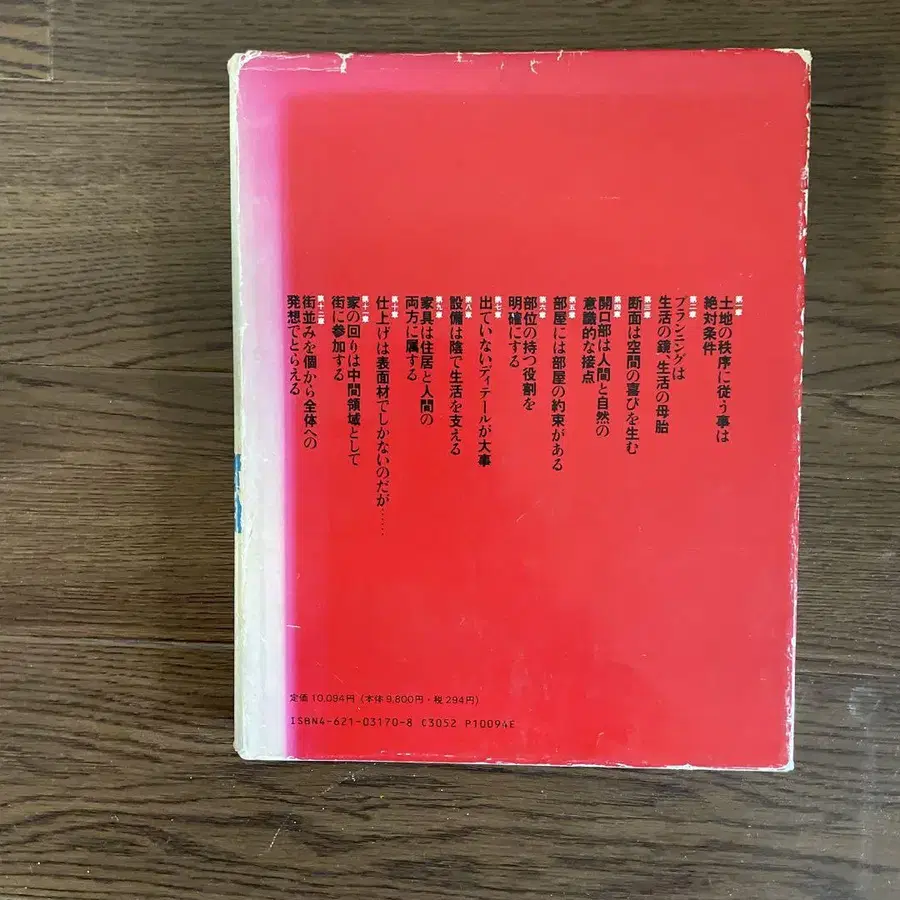 第一章
土地の秩序に従う事は
絶対条件
第二章
プランニングは
生活の鏡、生活の母胎
第三章
断面は空間の喜びを生む
第四章
開口部は人間と自然の
意識的な接点
第五章
部屋には部屋の約束がある
第六章
部位の持つ役割を
明確にする
第七章
出ていないディテールが大事
第八章
設備は陰で生活を支える
第九章
家具は住居と人間の
両方に属する
第十章
仕上げは表面材でしかないのだが……
第十一章
家の回りは中間領域として
街に参加する
第十二章
街並みを個から全体への
発想でとらえる
定価10,094円(本体9,800円・税294円)
ISBN4-621-03170-8 C3052 P10094E